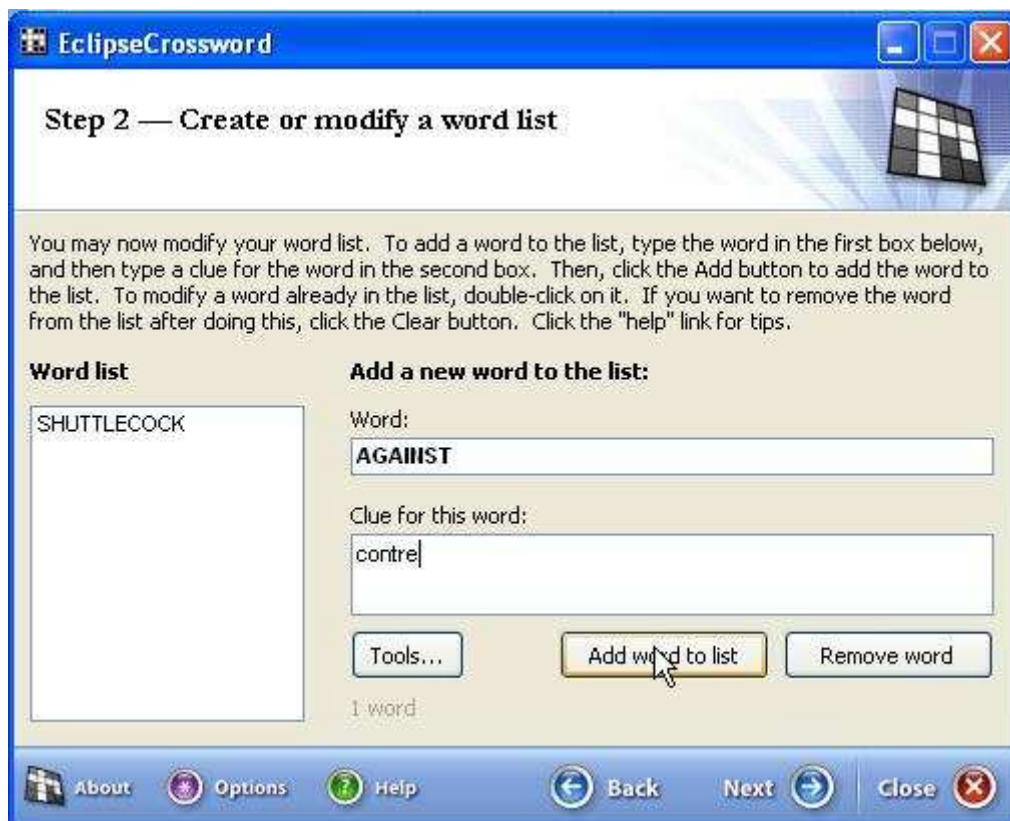 EclipseCrossword
Step 2 — Create or modify a word list
You may now modify your word list. To add a word to the list, type the word in the first box below,
and then type a clue for the word in the second box. Then, click the Add button to add the word to
the list. To modify a word already in the list, double-click on it. If you want to remove the word
from the list after doing this, click the Clear button. Click the "help" link for tips.
Word list
SHUTTLECOCK
Add a new word to the list:
Word:
AGAINST
Clue for this word:
contre
Tools...
Add word to list
Remove word
1 word
About
Options
Help
Back
Next
Close